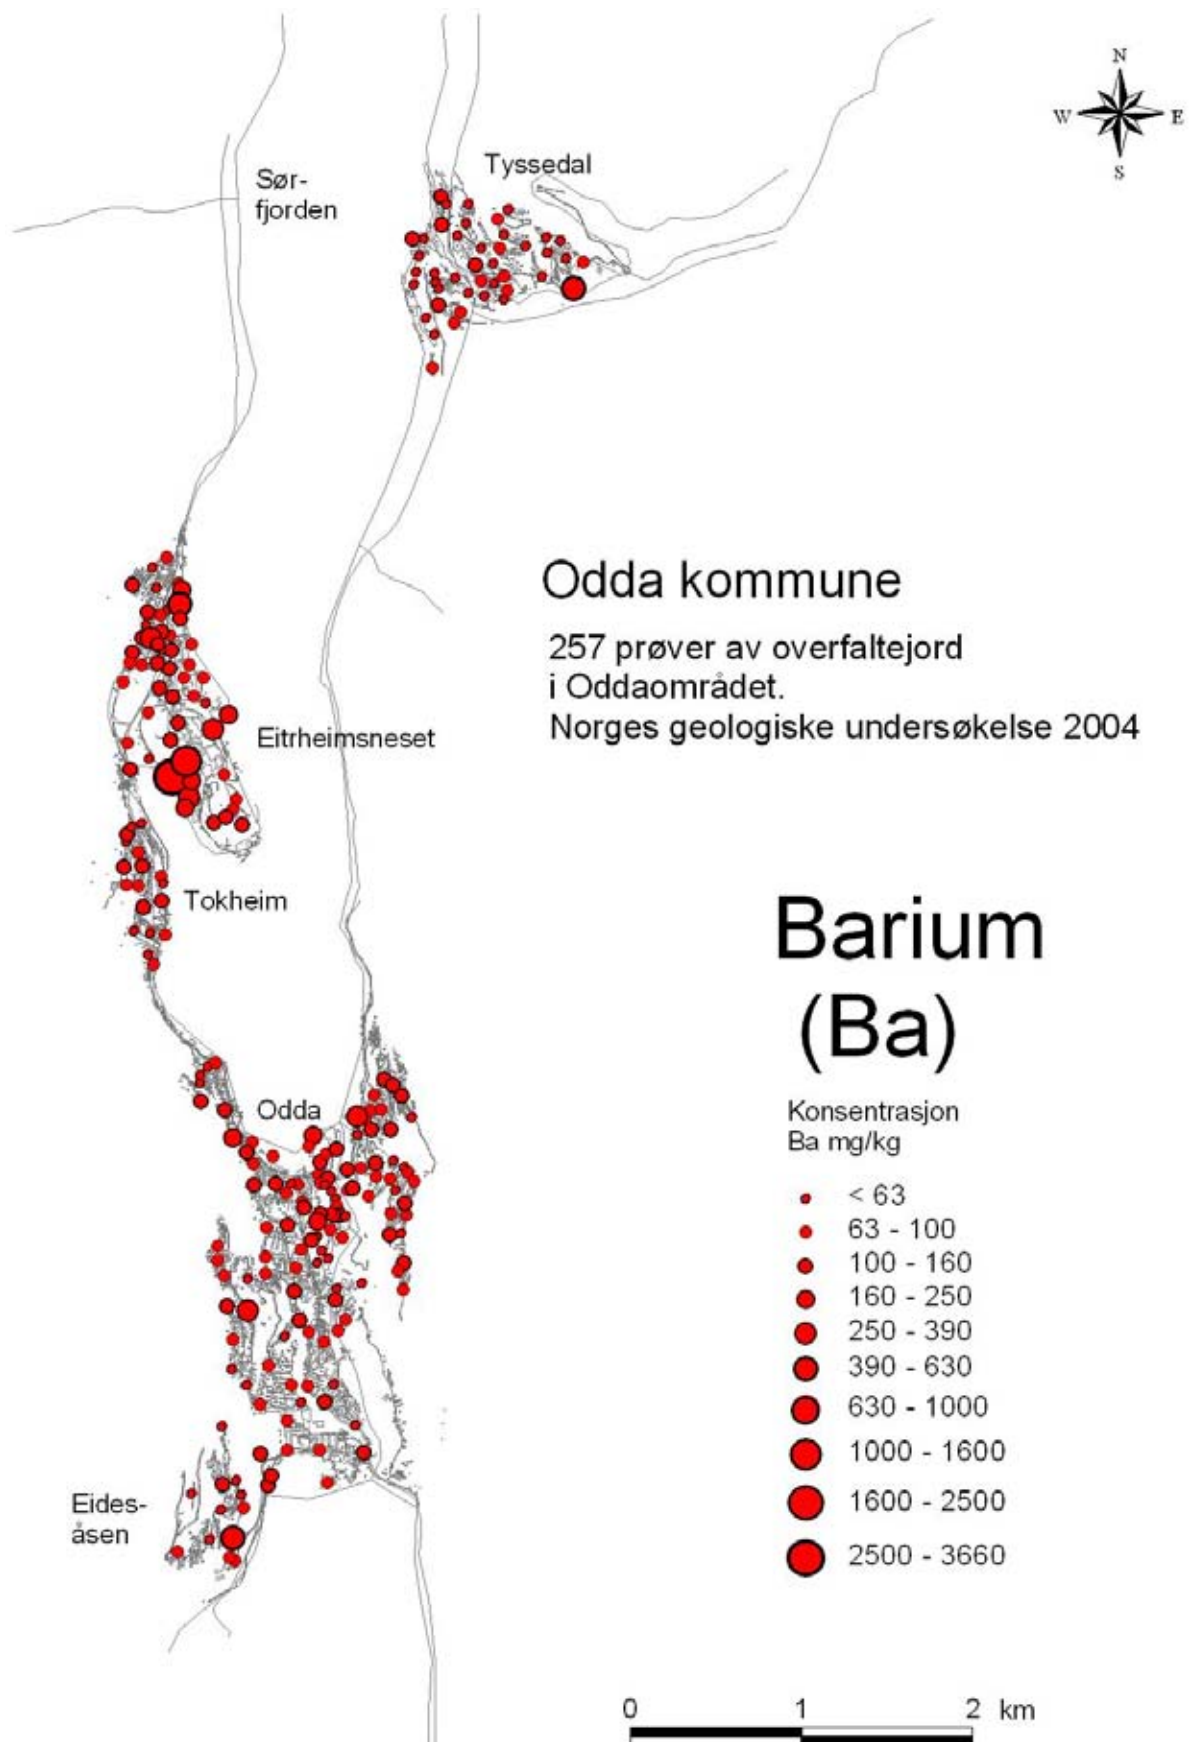 N
W E
S
Tyssedal
Sør-
fjorden
Odda kommune
257 prøver av overfaltejord
i Oddaområdet.
Norges geologiske undersøkelse 2004
Eitrheimsneset
Tokheim
Barium
(Ba)
Odda
Konsentrasjon
Ba mg/kg
< 63
63 - 100
100 - 160
160 - 250
250 - 390
390 - 630
630 - 1000
1000 - 1600
1600 - 2500
2500 - 3660
Eides-
åsen
0 1 2 km